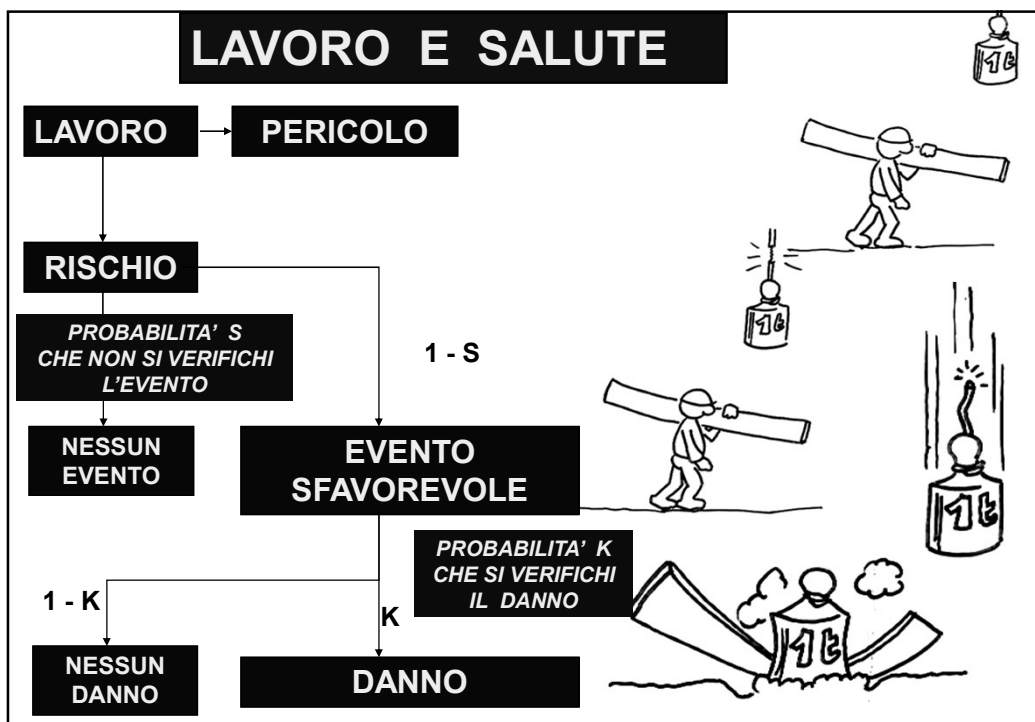 LAVORO E SALUTE
1t
LAVORO
PERICOLO
RISCHIO
PROBABILITA’ S
CHE NON SI VERIFICHI
L’EVENTO
1 - S
1t
NESSUN
EVENTO
EVENTO
SFAVOREVOLE
1t
PROBABILITA’ K
CHE SI VERIFICHI
IL DANNO
1 - K
K
1t
NESSUN
DANNO
DANNO